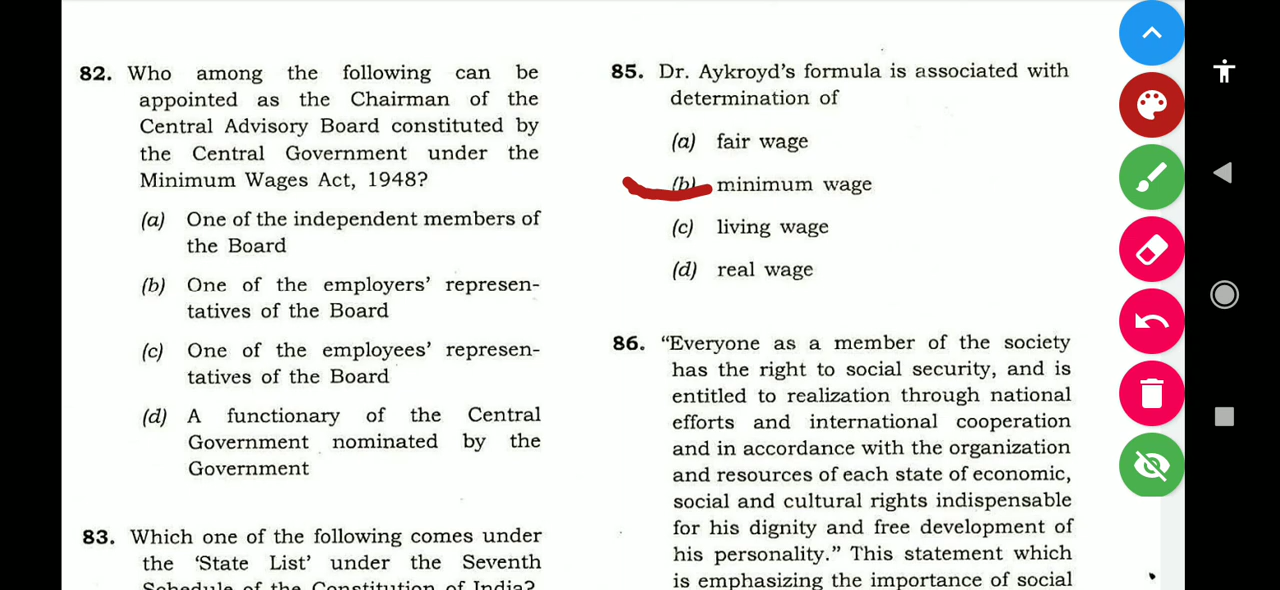 82. Who among the following can be
appointed as the Chairman of the
Central Advisory Board constituted by
the Central Government under the
Minimum Wages Act, 1948?
(a) One of the independent members of
the Board
(b) One of the employers’ represen-
tatives of the Board
(c) One of the employees’ represen-
tatives of the Board
(d) A functionary of the Central
Government nominated by the
Government
83. Which one of the following comes under
the ‘State List’ under the Seventh
Schedule of the Constitution of India?
85. Dr. Aykroyd’s formula is associated with
determination of
(a) fair wage
(b) minimum wage
(c) living wage
(d) real wage
86. “Everyone as a member of the society
has the right to social security, and is
entitled to realization through national
efforts and international cooperation
and in accordance with the organization
and resources of each state of economic,
social and cultural rights indispensable
for his dignity and free development of
his personality.” This statement which
is emphasizing the importance of social